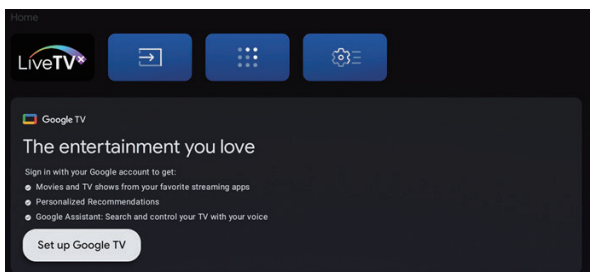 Home
LiveTVx
Google TV
The entertainment you love
Sign in with your Google account to get:
Movies and TV shows from your favorite streaming apps
Personalized Recommendations
Google Assistant: Search and control your TV with your voice
Set up Google TV